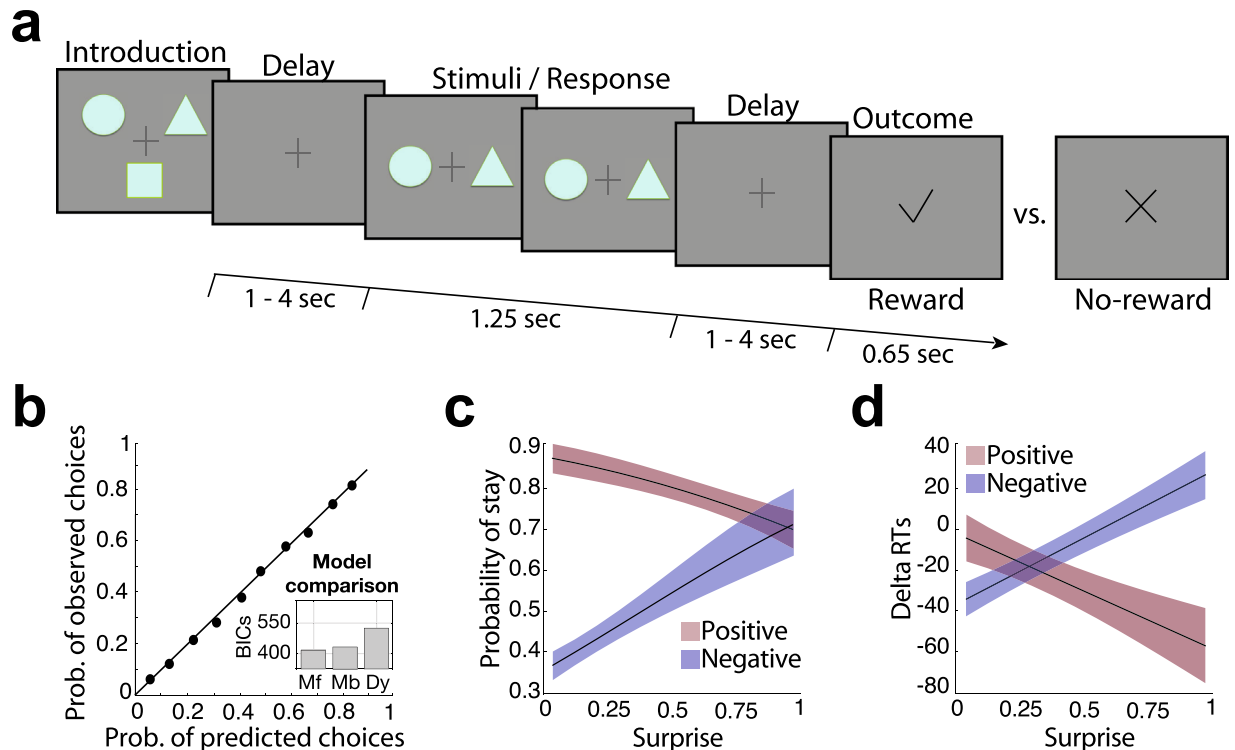 a
Introduction
Delay
Stimuli / Response
Delay
Outcome
vs.
Reward
No-reward
1 - 4 sec
1.25 sec
1 - 4 sec
0.65 sec
b
Prob. of observed choices
1
0.8
0.6
0.4
0.2
0
0
0.2
0.4
0.6
0.8
1
Prob. of predicted choices
Model
comparison
BICs
550
400
Mf
Mb
Dy
c
Probability of stay
0.9
0.8
0.7
0.6
0.5
0.4
0.3
Positive
Negative
0
0.25
0.5
0.75
1
Surprise
d
Delta RTs
40
20
0
-20
-40
-60
-80
Positive
Negative
0
0.25
0.5
0.75
1
Surprise